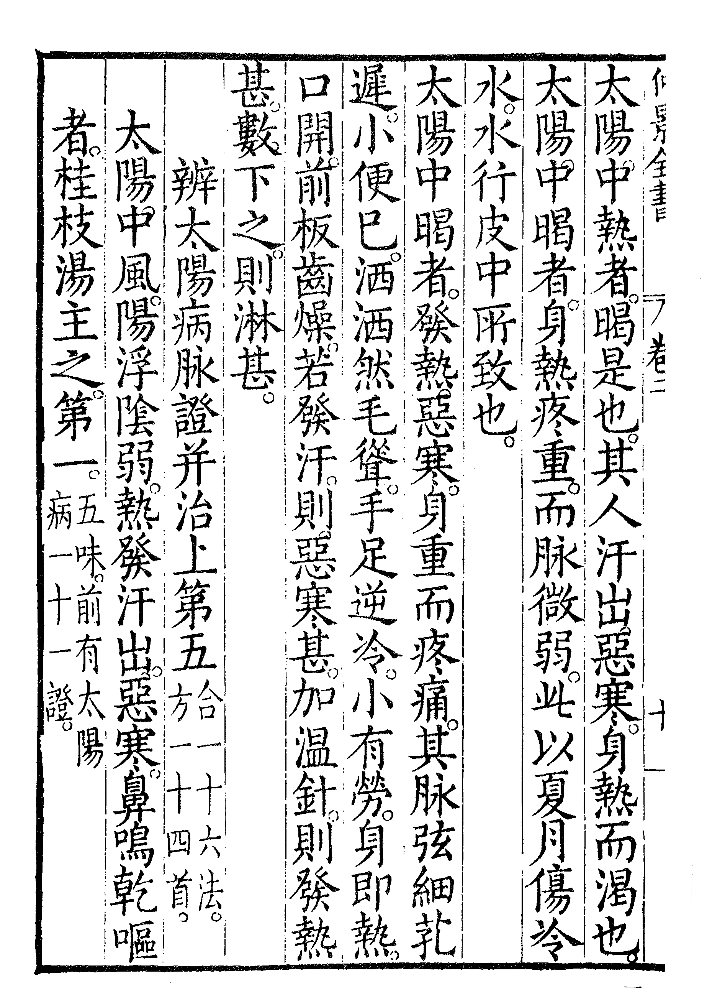 仲景全書 卷二 十一
太陽中熱者。暍是也。其人汗出惡寒。身熱而渴也。
太陽中暍者。身熱疼重。而脉微弱。此以夏月傷冷
水。水行皮中所致也。
太陽中暍者。發熱惡寒。身重而疼痛。其脉弦細芤
遲。小便已。洒洒然毛聳。手足逆冷。小有勞。身即熱。
口開。前板齒燥。若發汗。則惡寒甚。加温針。則發熱
甚。數下之。則淋甚。
辨太陽病脉證并治上第五
合一十六法。
方一十四首。
太陽中風。陽浮隂弱。熱發汗出。惡寒。鼻鳴乾嘔
者。桂枝湯主之。第一。
五味。前有太陽
病一十一證。